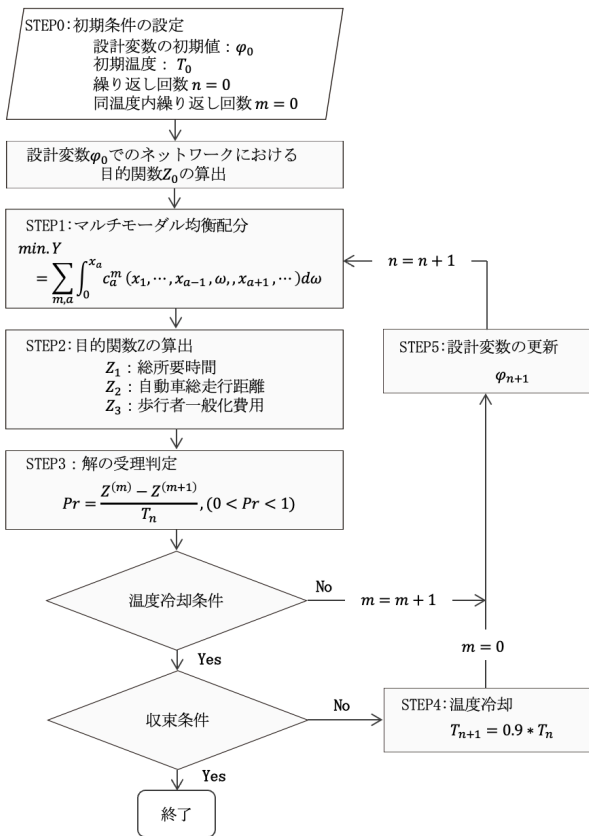 STEP0:初期条件の設定
設計変数の初期値：φ₀
初期温度： T₀
繰り返し回数 n = 0
同温度内繰り返し回数 m = 0
設計変数φ₀でのネットワークにおける
目的関数Z₀の算出
STEP1:マルチモーダル均衡配分
min. Y
= ∑_{m,a} ∫_0^{x_a} c_a^m (x₁, ⋯, x_{a−1}, ω,, x_{a+1}, ⋯)dω
STEP2:目的関数Zの算出
Z₁：総所要時間
Z₂：自動車総走行距離
Z₃：歩行者一般化費用
STEP3：解の受理判定
Pr = (Z^{(m)} − Z^{(m+1)}) / T_n , (0 < Pr < 1)
温度冷却条件
No
m = m + 1
Yes
収束条件
No
Yes
終了
STEP4:温度冷却
T_{n+1} = 0.9 * T_n
m = 0
STEP5:設計変数の更新
φ_{n+1}
n = n + 1